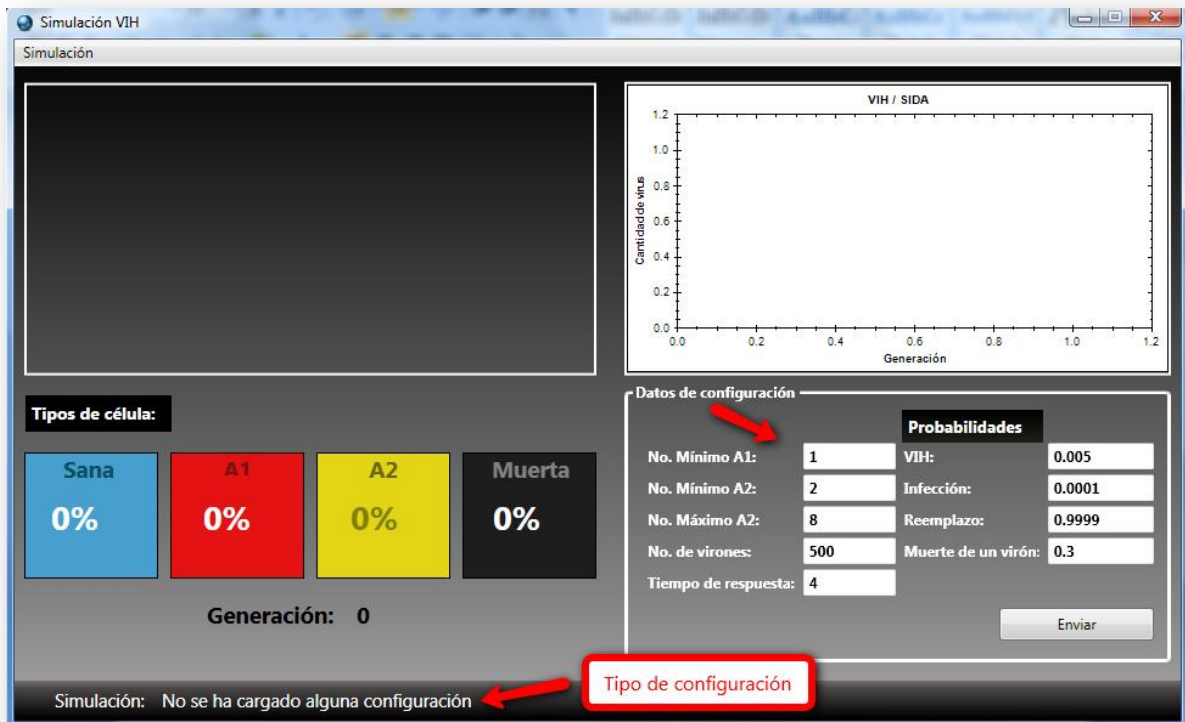 Simulación VIH
Simulación
VIH / SIDA
1.2
1.0
0.8
0.6
0.4
0.2
0.0
Cantidad de virus
0.0 0.2 0.4 0.6 0.8 1.0 1.2
Generación
Tipos de célula:
Sana A1 A2 Muerta
0% 0% 0% 0%
Generación: 0
Datos de configuración
Probabilidades
No. Mínimo A1: 1 VIH: 0.005
No. Mínimo A2: 2 Infección: 0.0001
No. Máximo A2: 8 Reemplazo: 0.9999
No. de virones: 500 Muerte de un virón: 0.3
Tiempo de respuesta: 4
Enviar
Tipo de configuración
Simulación: No se ha cargado alguna configuración